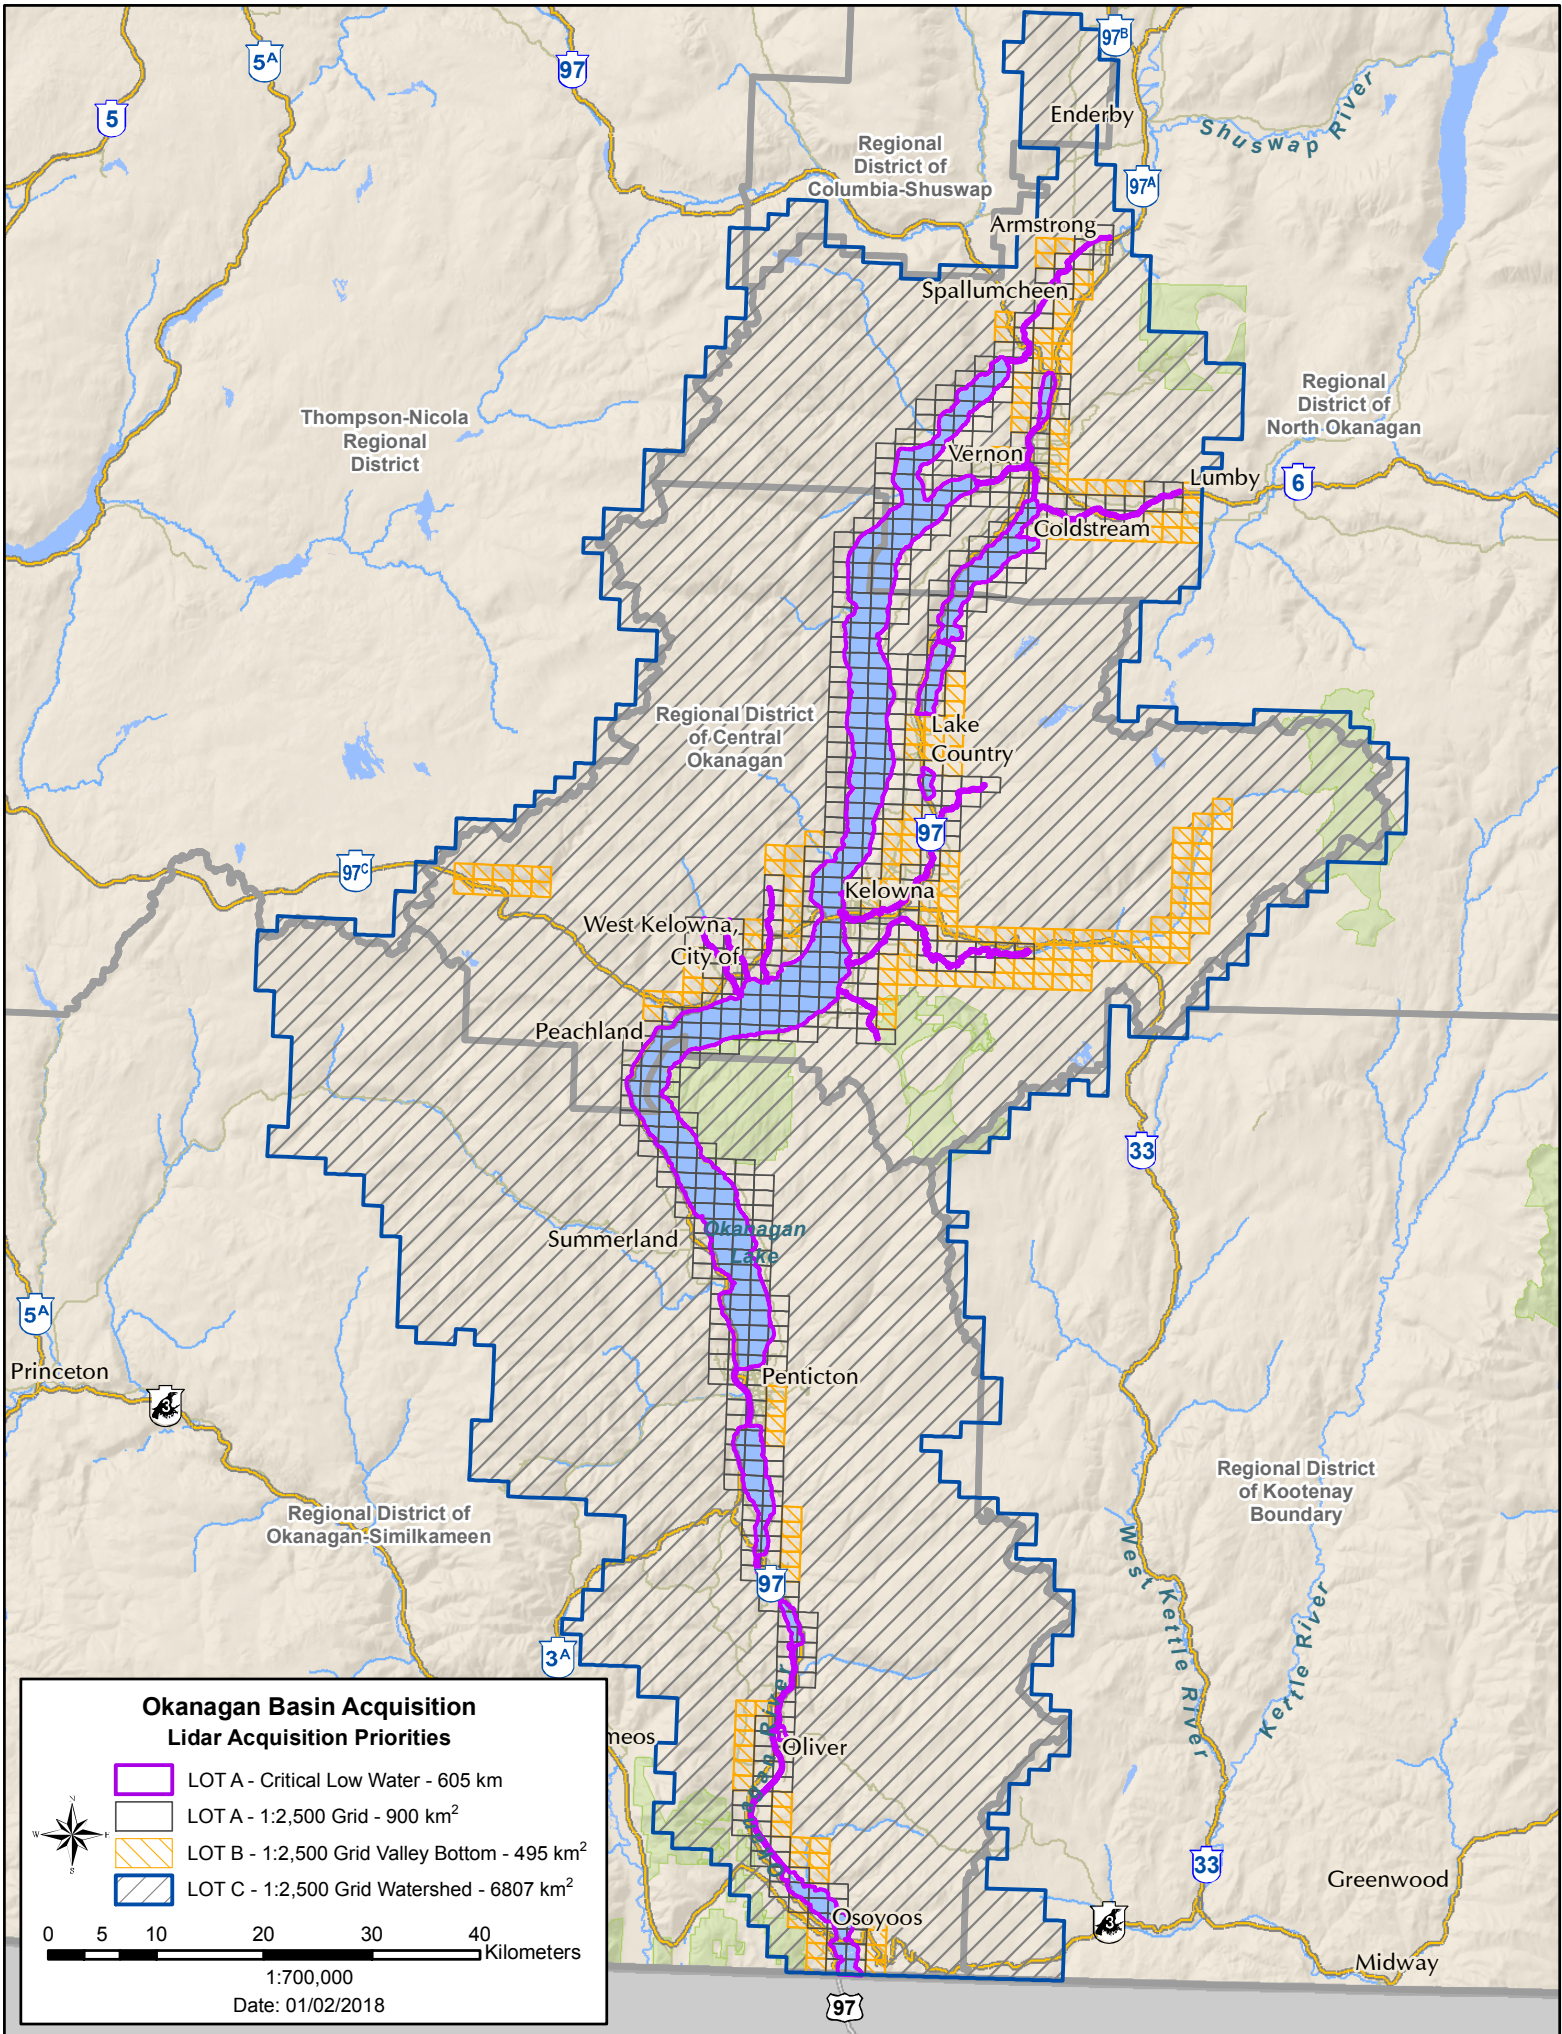 97B
5A
97
5
Enderby
Shuswap River
Regional
District of
Columbia-Shuswap
97A
Armstrong
Spallumcheen
Regional
District of
North Okanagan
Thompson-Nicola
Regional
District
Vernon
Lumby
6
Coldstream
Regional District
of Central
Okanagan
Lake
Country
97
97C
Kelowna
West Kelowna,
City of
Peachland
33
Okanagan
Lake
Summerland
5A
Princeton
3
Penticton
Regional District
of Kootenay
Boundary
Regional District of
Okanagan-Similkameen
West Kettle River
Kettle River
97
3A
Okanagan River
meos
Oliver
33
Greenwood
3
Osoyoos
Midway
97
Okanagan Basin Acquisition
Lidar Acquisition Priorities
LOT A - Critical Low Water - 605 km
LOT A - 1:2,500 Grid - 900 km2
LOT B - 1:2,500 Grid Valley Bottom - 495 km2
LOT C - 1:2,500 Grid Watershed - 6807 km2
N
W E
S
0 5 10 20 30 40
Kilometers
1:700,000
Date: 01/02/2018